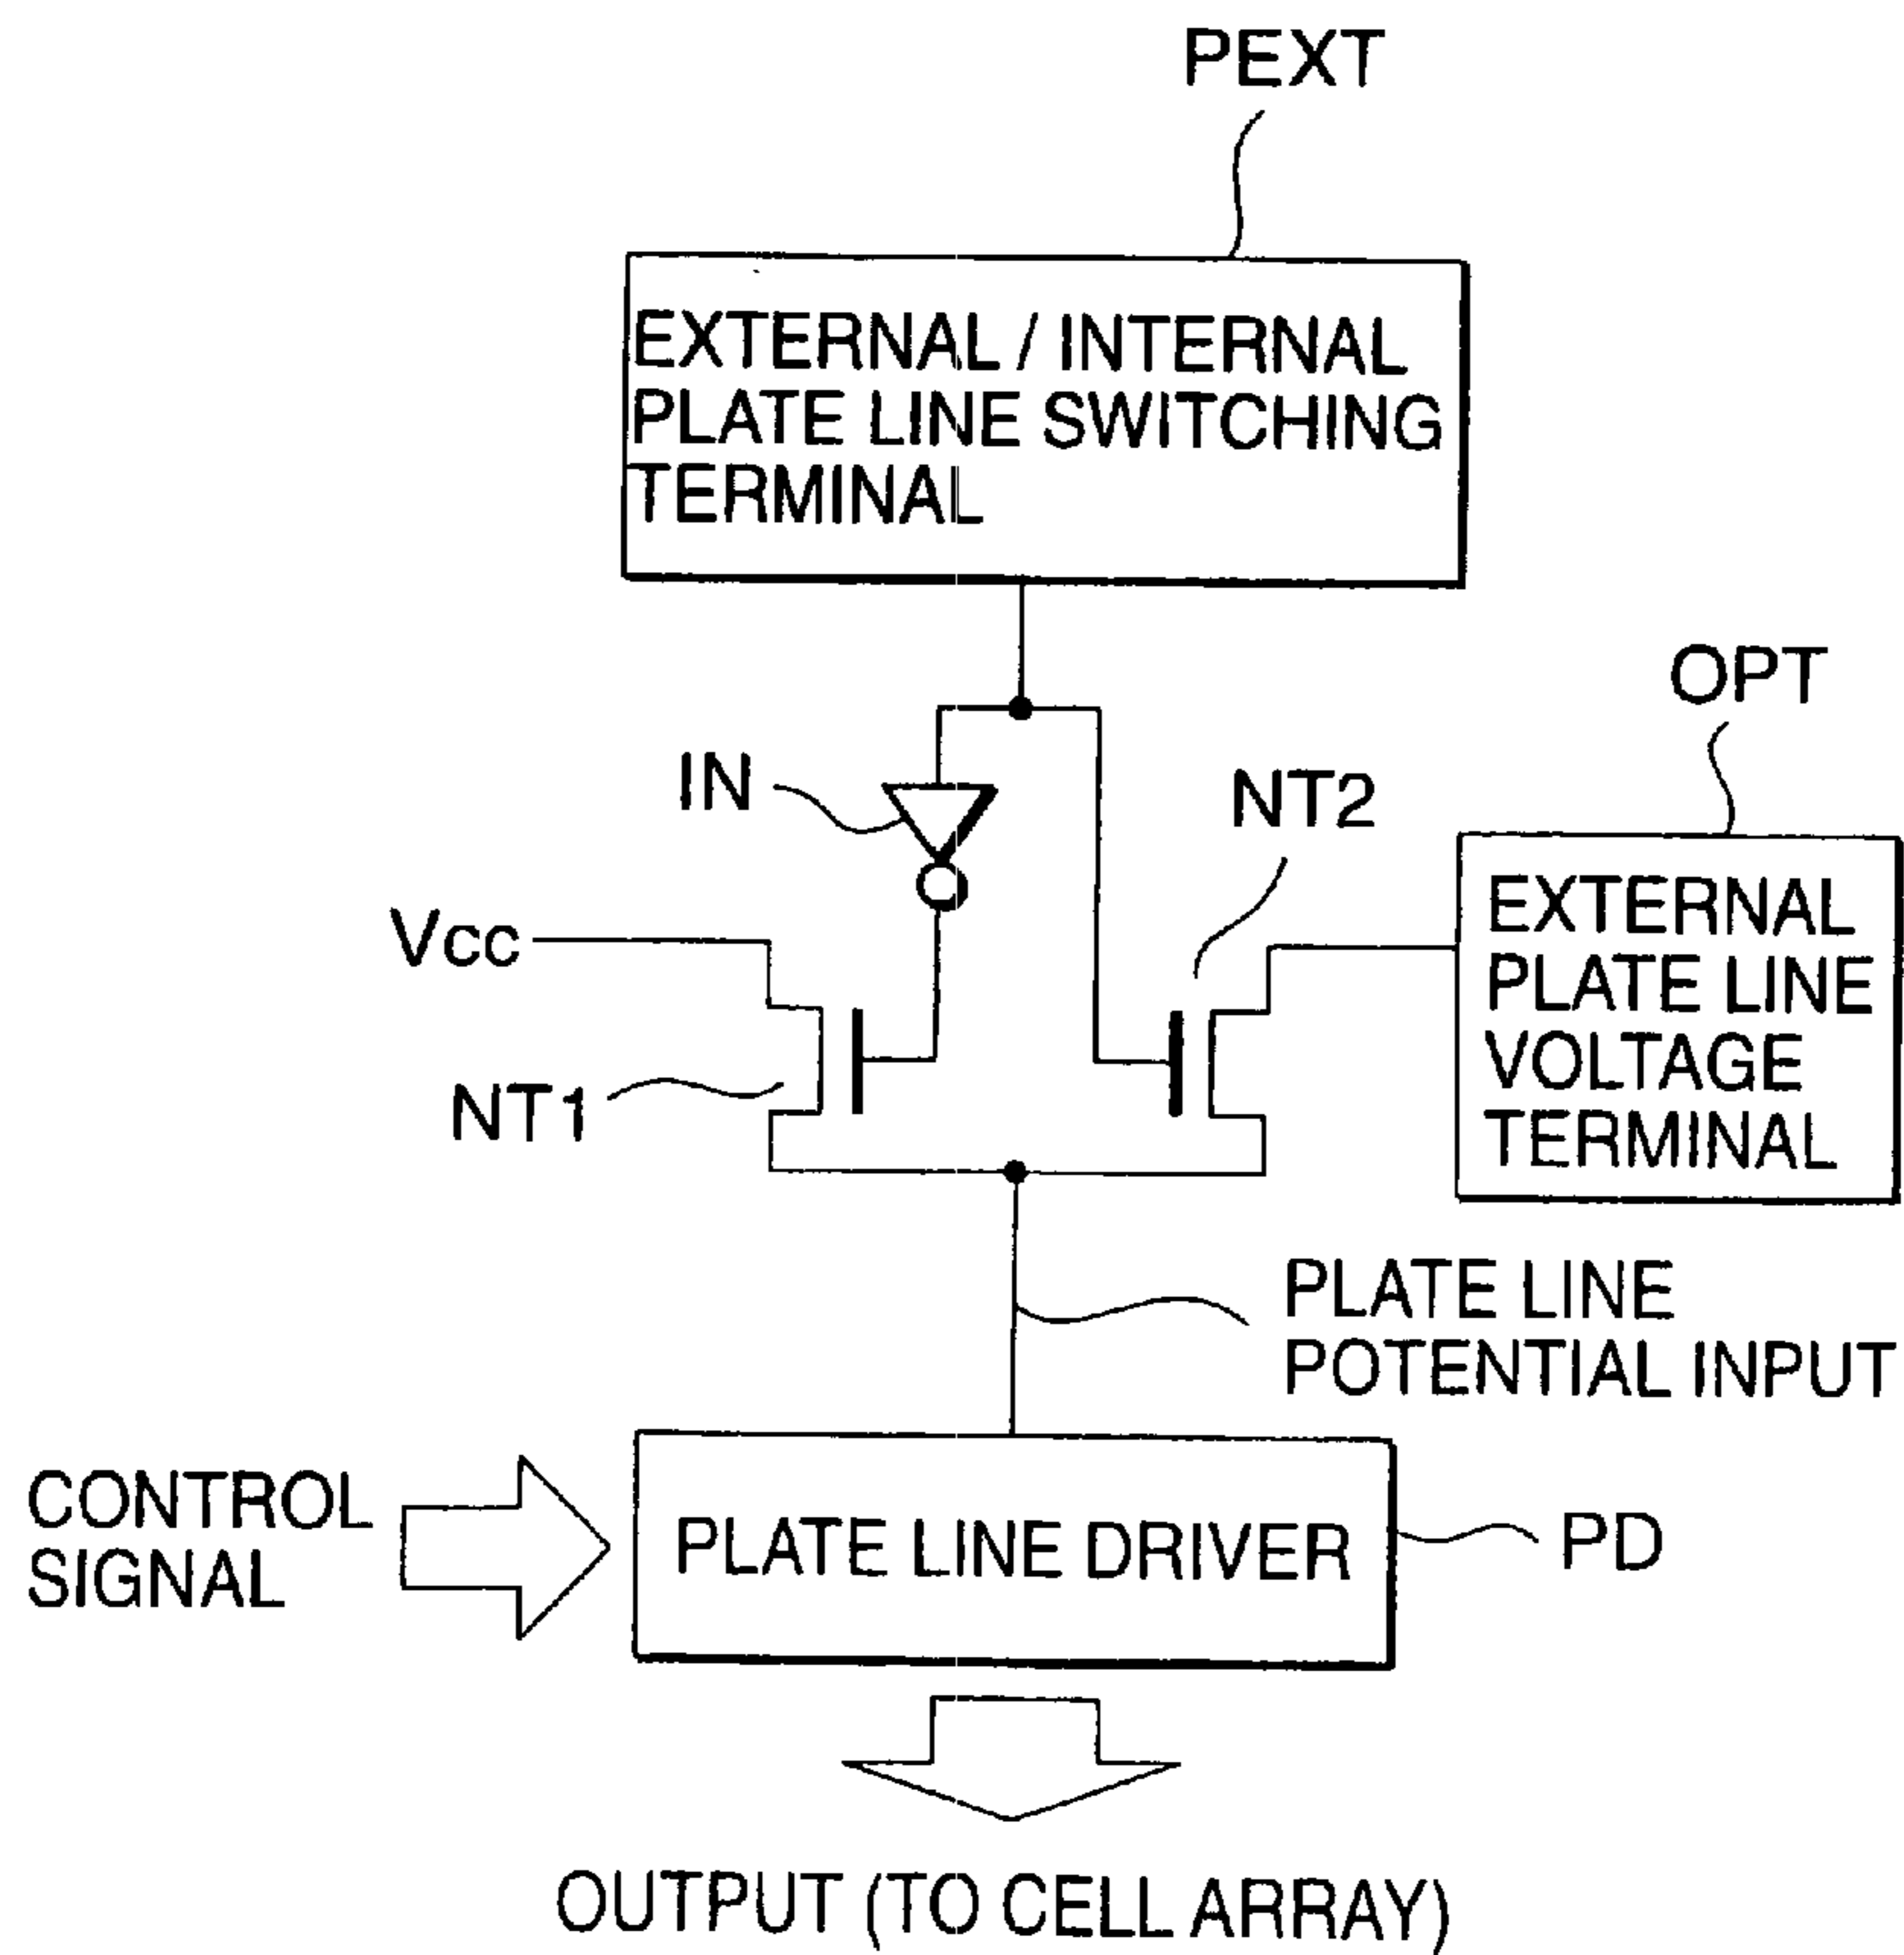 PEXT
EXTERNAL / INTERNAL
PLATE LINE SWITCHING
TERMINAL
OPT
IN
NT2
EXTERNAL
PLATE LINE
VOLTAGE
TERMINAL
Vcc
NT1
PLATE LINE
POTENTIAL INPUT
CONTROL
SIGNAL
PLATE LINE DRIVER
PD
OUTPUT (TO CELL ARRAY)